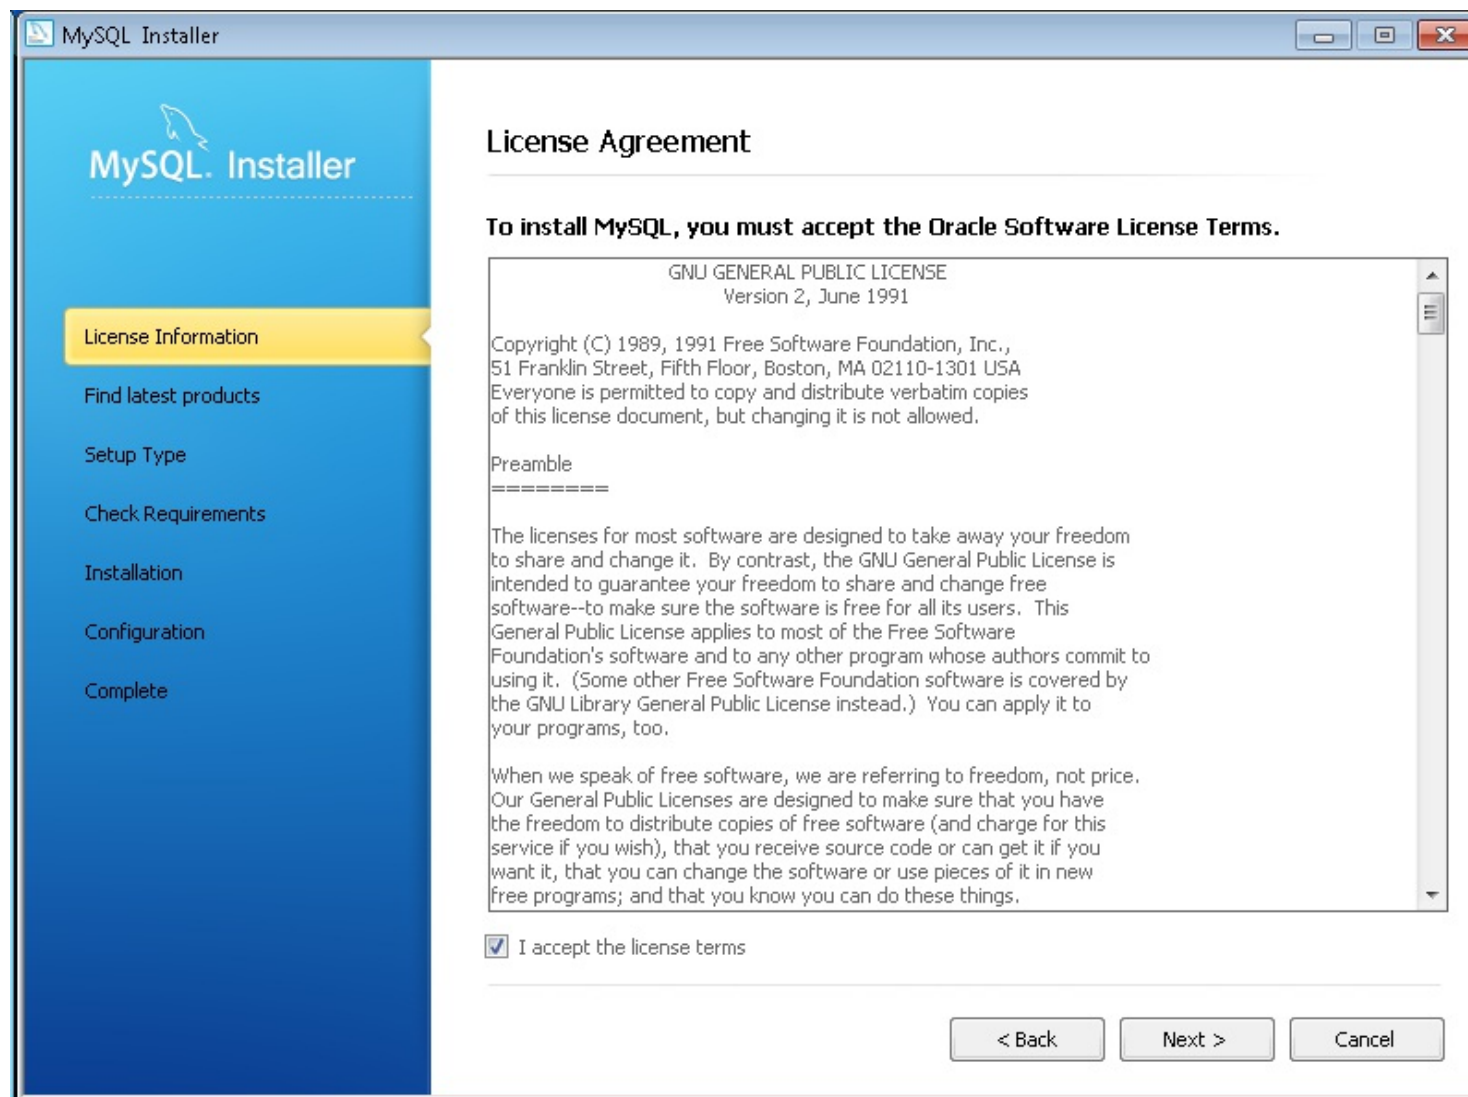 MySQL Installer
MySQL. Installer
License Information
Find latest products
Setup Type
Check Requirements
Installation
Configuration
Complete
License Agreement
To install MySQL, you must accept the Oracle Software License Terms.
GNU GENERAL PUBLIC LICENSE
Version 2, June 1991
Copyright (C) 1989, 1991 Free Software Foundation, Inc.,
51 Franklin Street, Fifth Floor, Boston, MA 02110-1301 USA
Everyone is permitted to copy and distribute verbatim copies
of this license document, but changing it is not allowed.
Preamble
========
The licenses for most software are designed to take away your freedom
to share and change it.  By contrast, the GNU General Public License is
intended to guarantee your freedom to share and change free
software--to make sure the software is free for all its users.  This
General Public License applies to most of the Free Software
Foundation's software and to any other program whose authors commit to
using it.  (Some other Free Software Foundation software is covered by
the GNU Library General Public License instead.)  You can apply it to
your programs, too.
When we speak of free software, we are referring to freedom, not price.
Our General Public Licenses are designed to make sure that you have
the freedom to distribute copies of free software (and charge for this
service if you wish), that you receive source code or can get it if you
want it, that you can change the software or use pieces of it in new
free programs; and that you know you can do these things.
I accept the license terms
< Back
Next >
Cancel